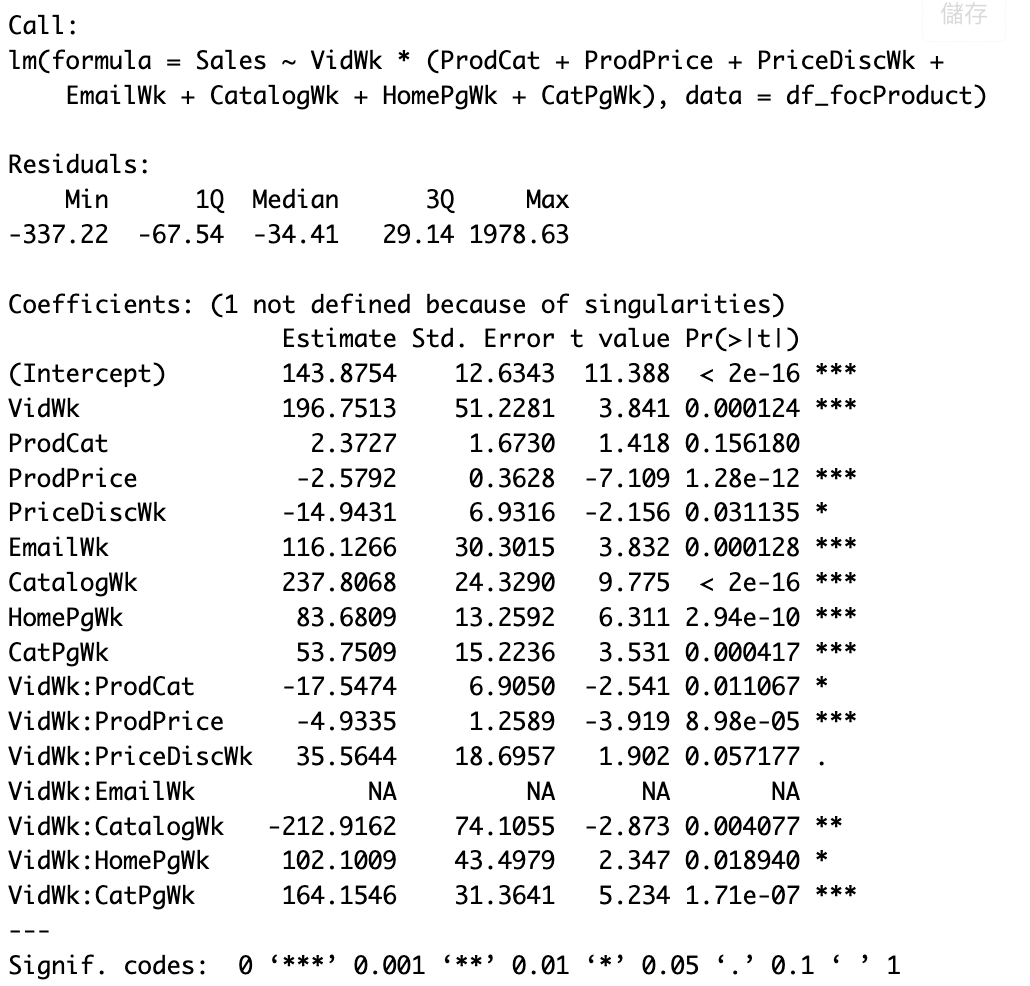 儲存
Call:
lm(formula = Sales ~ VidWk * (ProdCat + ProdPrice + PriceDiscWk +
    EmailWk + CatalogWk + HomePgWk + CatPgWk), data = df_focProduct)
Residuals:
    Min      1Q  Median      3Q     Max
-337.22  -67.54  -34.41   29.14 1978.63
Coefficients: (1 not defined because of singularities)
                   Estimate Std. Error t value Pr(>|t|)
(Intercept)        143.8754    12.6343  11.388  < 2e-16 ***
VidWk              196.7513    51.2281   3.841 0.000124 ***
ProdCat              2.3727     1.6730   1.418 0.156180
ProdPrice           -2.5792     0.3628  -7.109 1.28e-12 ***
PriceDiscWk        -14.9431     6.9316  -2.156 0.031135 *
EmailWk            116.1266    30.3015   3.832 0.000128 ***
CatalogWk          237.8068    24.3290   9.775  < 2e-16 ***
HomePgWk            83.6809    13.2592   6.311 2.94e-10 ***
CatPgWk             53.7509    15.2236   3.531 0.000417 ***
VidWk:ProdCat      -17.5474     6.9050  -2.541 0.011067 *
VidWk:ProdPrice     -4.9335     1.2589  -3.919 8.98e-05 ***
VidWk:PriceDiscWk   35.5644    18.6957   1.902 0.057177 .
VidWk:EmailWk            NA         NA      NA       NA
VidWk:CatalogWk   -212.9162    74.1055  -2.873 0.004077 **
VidWk:HomePgWk     102.1009    43.4979   2.347 0.018940 *
VidWk:CatPgWk      164.1546    31.3641   5.234 1.71e-07 ***
---
Signif. codes:  0 ‘***’ 0.001 ‘**’ 0.01 ‘*’ 0.05 ‘.’ 0.1 ‘ ’ 1